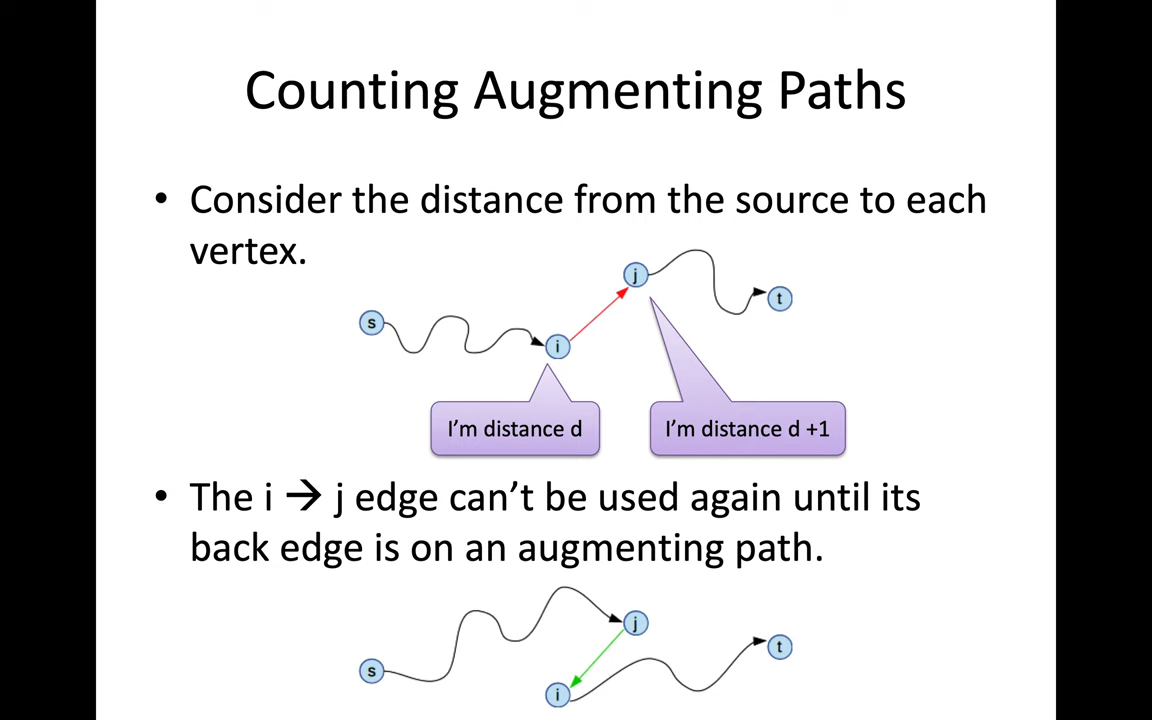 Counting Augmenting Paths
• Consider the distance from the source to each
vertex.
j
t
s
i
I’m distance d
I’m distance d +1
• The i → j edge can’t be used again until its
back edge is on an augmenting path.
j
t
s
i